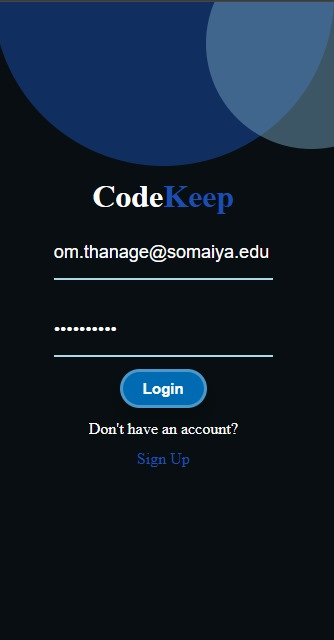 CodeKeep
om.thanage@somaiya.edu
••••••••••
Login
Don't have an account?
Sign Up